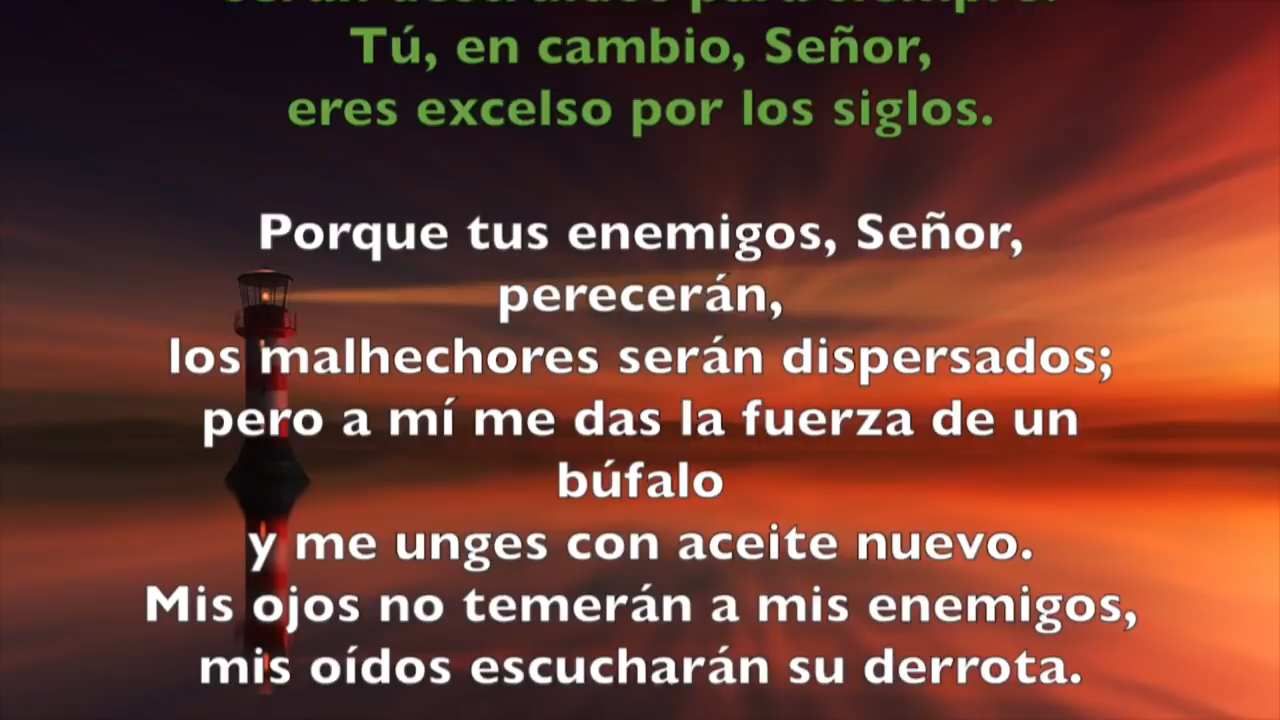 Tú, en cambio, Señor,
eres excelso por los siglos.
Porque tus enemigos, Señor,
perecerán,
los malhechores serán dispersados;
pero a mí me das la fuerza de un
búfalo
y me unges con aceite nuevo.
Mis ojos no temerán a mis enemigos,
mis oídos escucharán su derrota.